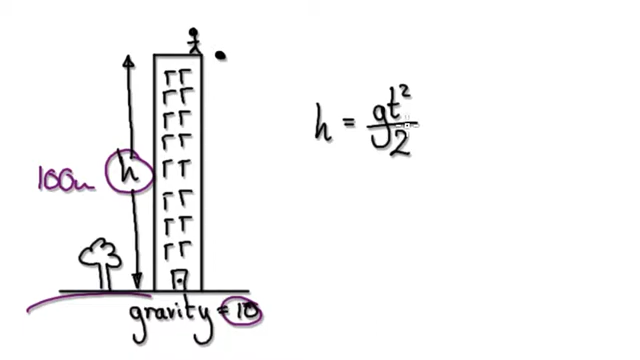 h = gt²/2
100m
h
gravity = 10